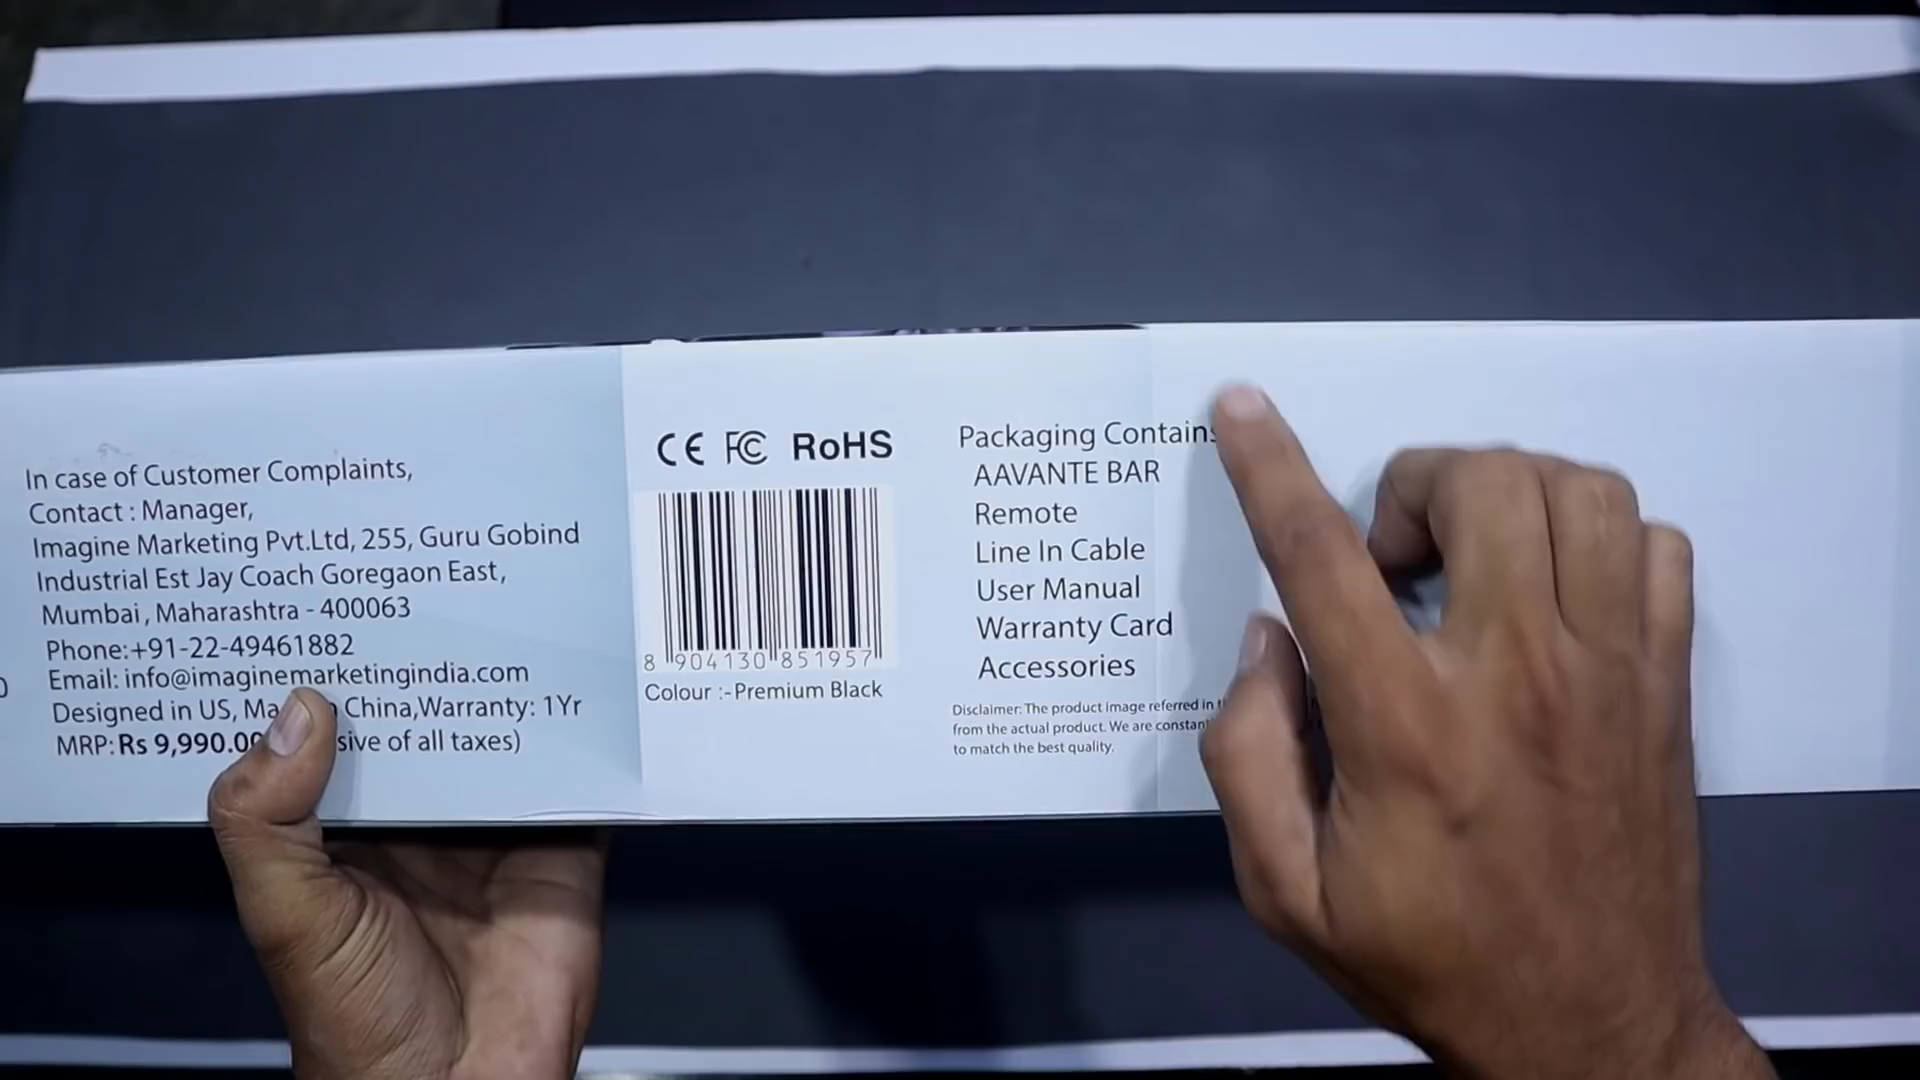 In case of Customer Complaints,
Contact : Manager,
Imagine Marketing Pvt.Ltd, 255, Guru Gobind
Industrial Est Jay Coach Goregaon East,
Mumbai, Maharashtra - 400063
Phone:+91-22-49461882
Email: info@imaginemarketingindia.com
Designed in US, China,Warranty: 1Yr
MRP: Rs 9,990.00 of all taxes)
CE FC RoHS
8 904130 851957
Colour :- Premium Black
Packaging Contains
AAVANTE BAR
Remote
Line In Cable
User Manual
Warranty Card
Accessories
Disclaimer: The product image referred in
from the actual product. We are
to match the best quality.